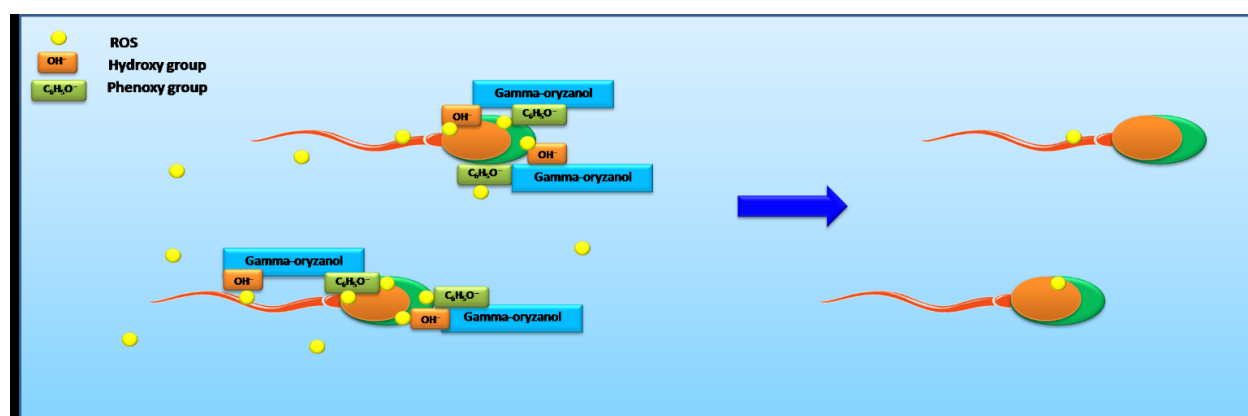 ROS
OH⁻ Hydroxy group
C₆H₅O⁻ Phenoxy group
Gamma-oryzanol
OH⁻ C₆H₅O⁻
OH⁻
C₆H₅O⁻ Gamma-oryzanol
Gamma-oryzanol
OH⁻ C₆H₅O⁻
C₆H₅O⁻
OH⁻ Gamma-oryzanol